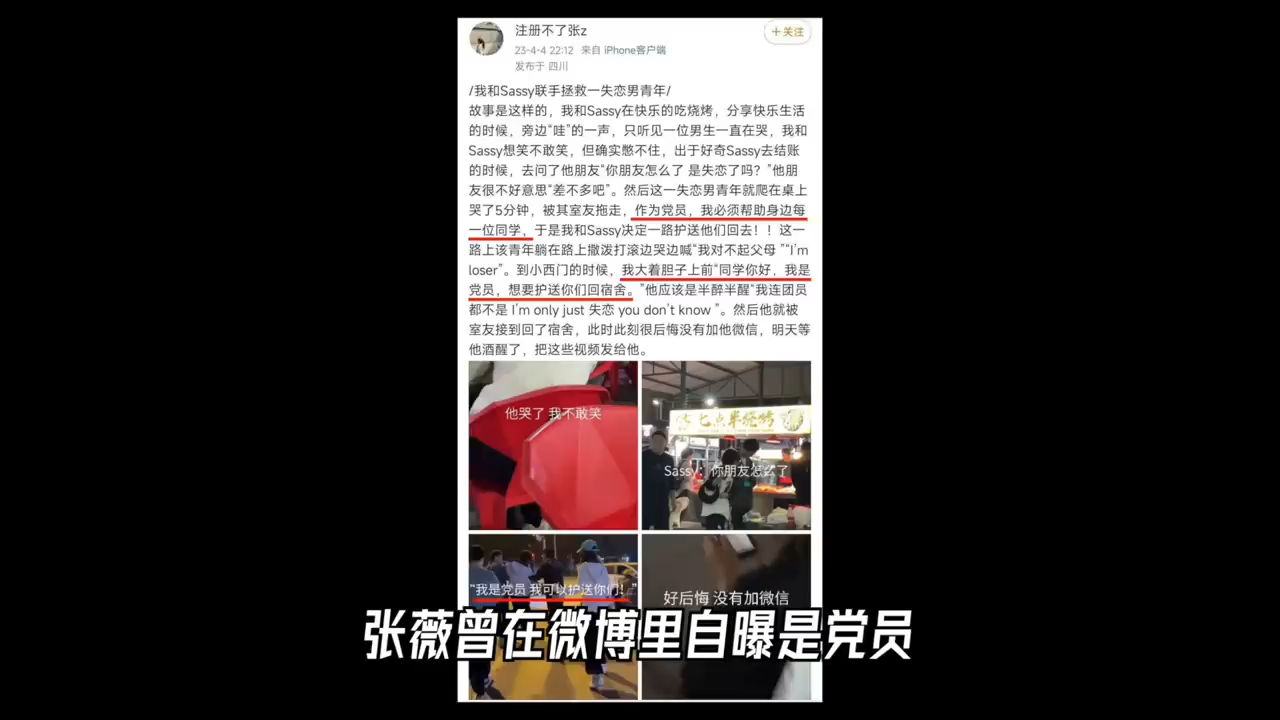 注册不了张z
+关注
23-4-4 22:12 来自 iPhone客户端
发布于 四川
/我和Sassy联手拯救一失恋男青年/
故事是这样的，我和Sassy在快乐的吃烧烤，分享快乐生活
的时候，旁边“哇”的一声，只听见一位男生一直在哭，我和
Sassy想笑不敢笑，但确实憋不住，出于好奇Sassy去结账
的时候，去问了他朋友“你朋友怎么了 是失恋了吗？”他朋
友很不好意思“差不多吧”。然后这一失恋男青年就爬在桌上
哭了5分钟，被其室友拖走，作为党员，我必须帮助身边每
一位同学，于是我和Sassy决定一路护送他们回去！！这一
路上该青年躺在路上撒泼打滚边哭边喊“我对不起父母 ”“I’m
loser”。到小西门的时候，我大着胆子上前“同学你好，我是
党员，想要护送你们回宿舍。”他应该是半醉半醒“我连团员
都不是 I’m only just 失恋 you don’t know ”。然后他就被
室友接到回了宿舍，此时此刻很后悔没有加他微信，明天等
他酒醒了，把这些视频发给他。
他哭了 我不敢笑
七点半烧烤
Sassy：你朋友怎么了
“我是党员 我可以护送你们！”
好后悔 没有加微信
张薇曾在微博里自曝是党员